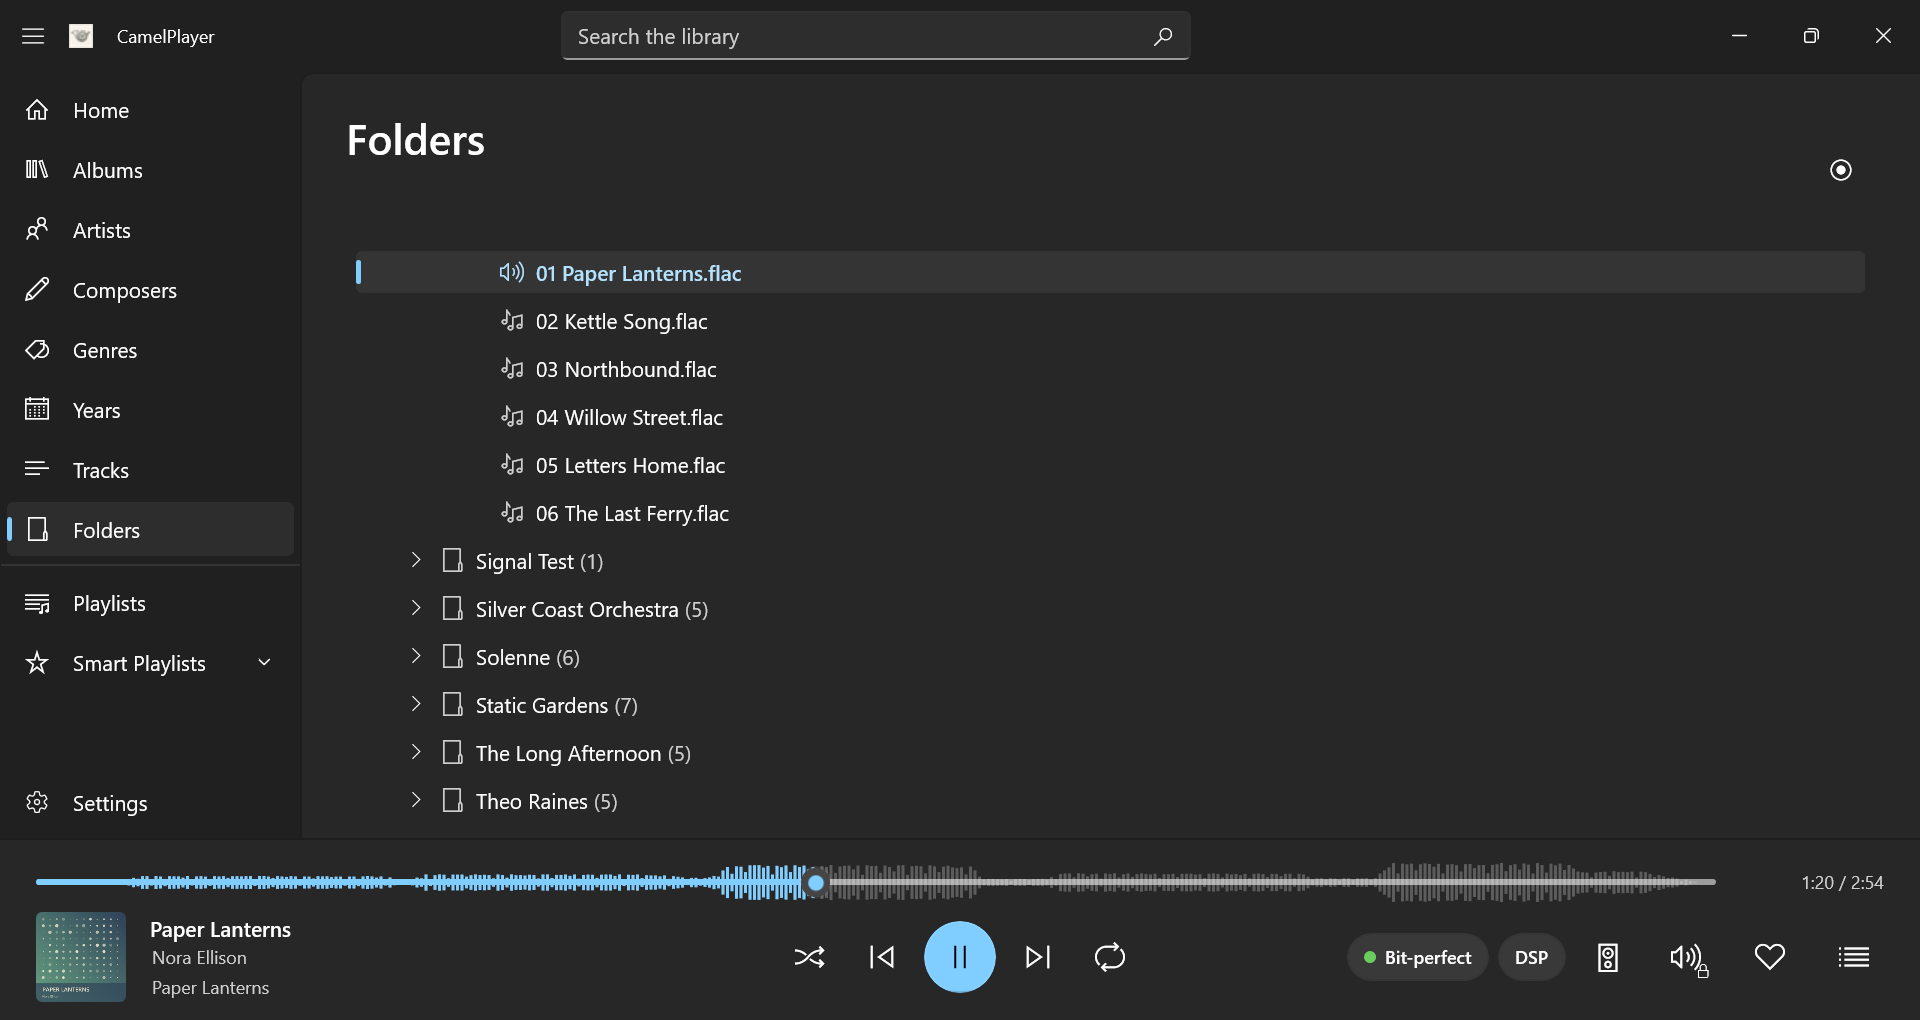 CamelPlayer
Search the library
Home
Albums
Artists
Composers
Genres
Years
Tracks
Folders
Playlists
Smart Playlists
Settings
Folders
01 Paper Lanterns.flac
02 Kettle Song.flac
03 Northbound.flac
04 Willow Street.flac
05 Letters Home.flac
06 The Last Ferry.flac
Signal Test (1)
Silver Coast Orchestra (5)
Solenne (6)
Static Gardens (7)
The Long Afternoon (5)
Theo Raines (5)
1:20 / 2:54
PAPER LANTERNS
Paper Lanterns
Nora Ellison
Paper Lanterns
Bit-perfect
DSP